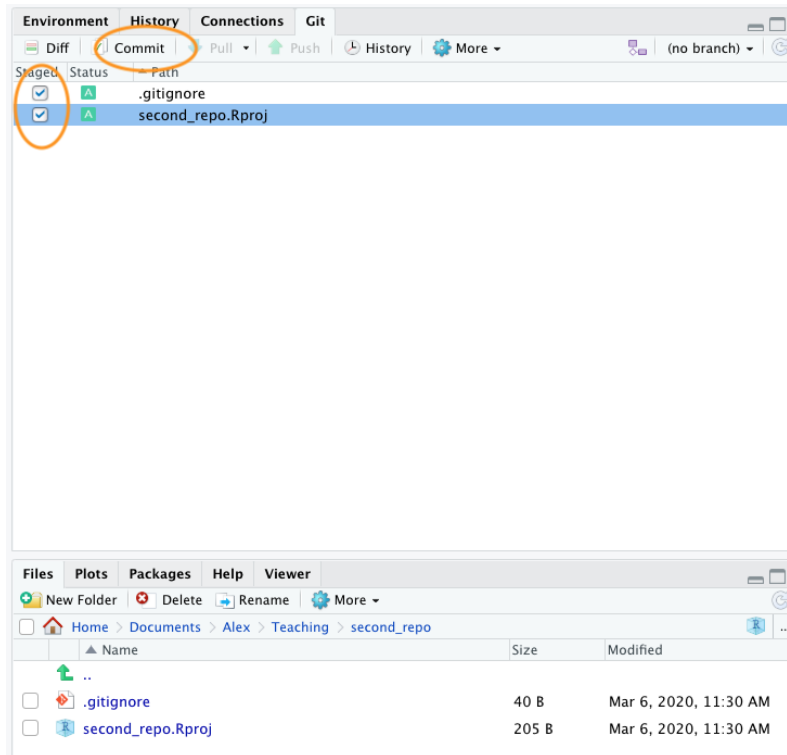 Environment History Connections Git
Diff Commit Pull Push History More (no branch)
Staged Status Path
A .gitignore
A second_repo.Rproj
Files Plots Packages Help Viewer
New Folder Delete Rename More
Home > Documents > Alex > Teaching > second_repo R ..
Name Size Modified
..
.gitignore 40 B Mar 6, 2020, 11:30 AM
second_repo.Rproj 205 B Mar 6, 2020, 11:30 AM